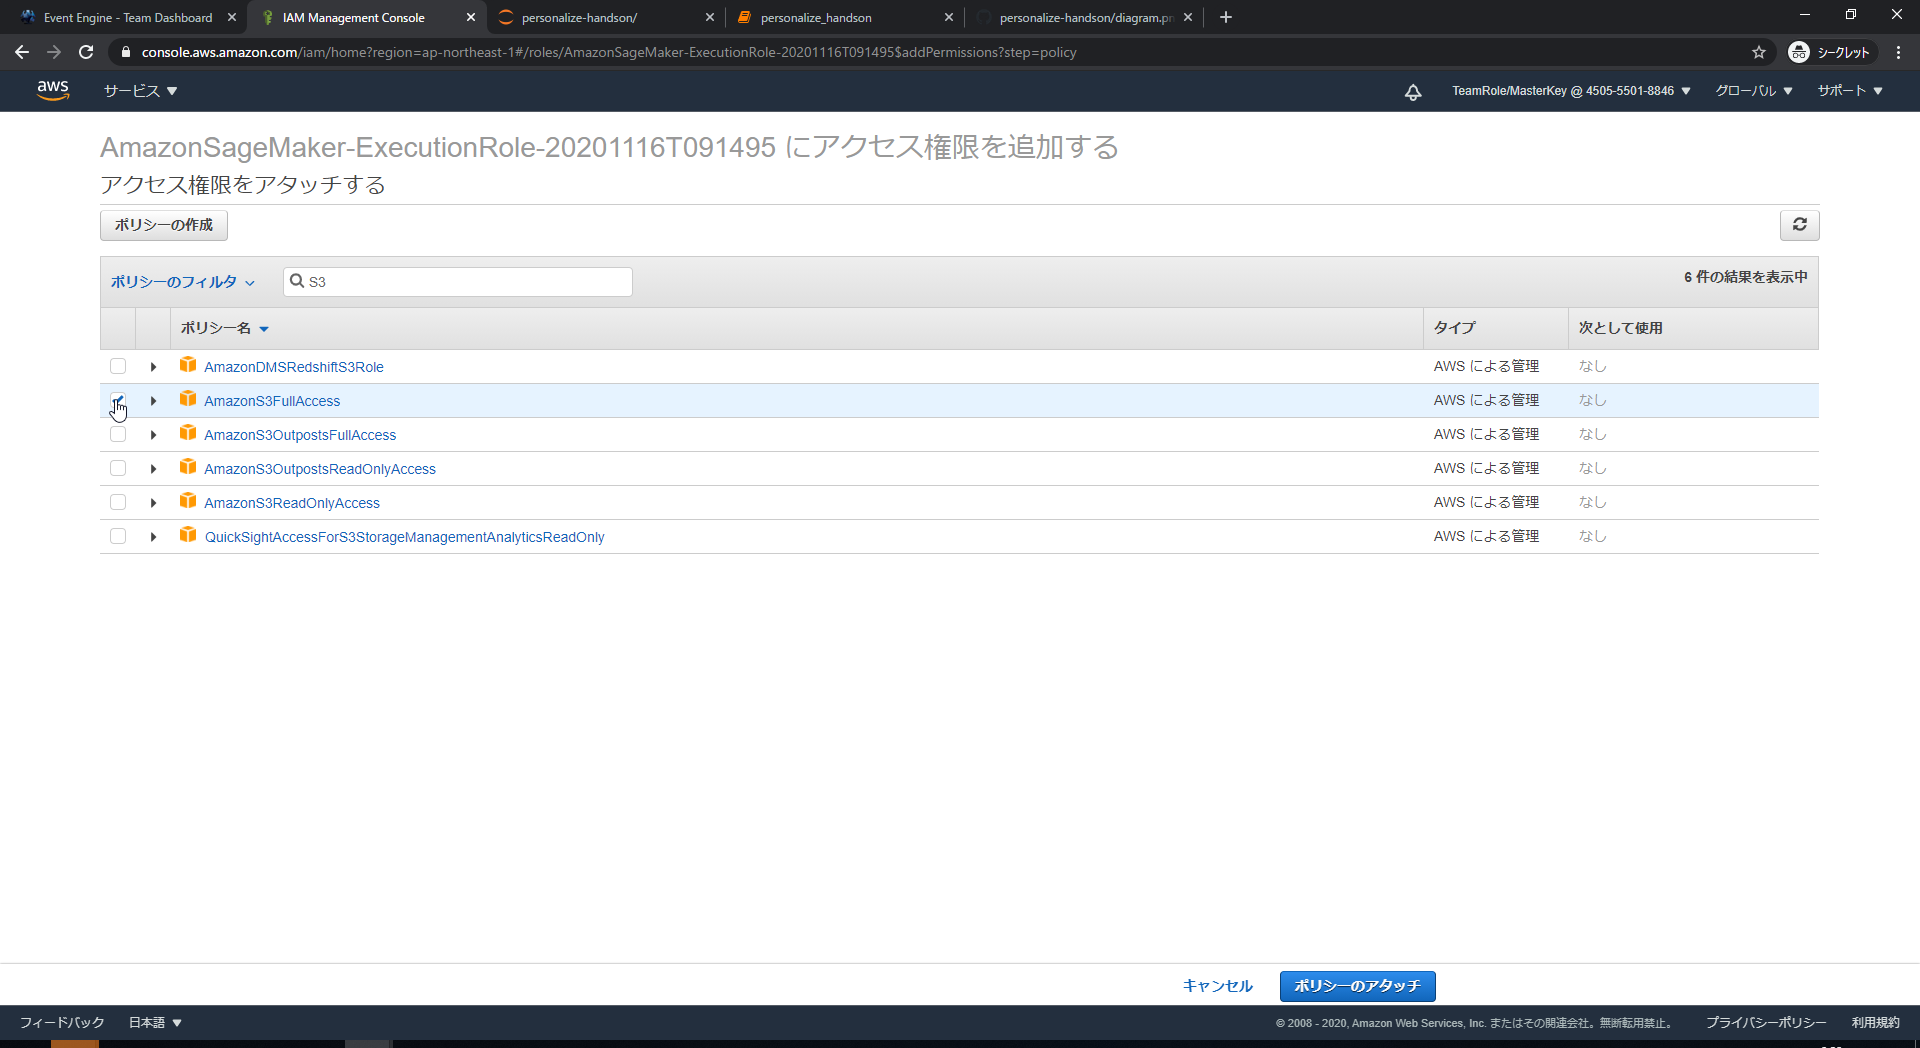 Event Engine - Team Dashboard
IAM Management Console
personalize-handson/
personalize_handson
personalize-handson/diagram.pn
console.aws.amazon.com/iam/home?region=ap-northeast-1#/roles/AmazonSageMaker-ExecutionRole-20201116T091495$addPermissions?step=policy
シークレット
aws
サービス
TeamRole/MasterKey @ 4505-5501-8846
グローバル
サポート
AmazonSageMaker-ExecutionRole-20201116T091495 にアクセス権限を追加する
アクセス権限をアタッチする
ポリシーの作成
ポリシーのフィルタ
S3
6 件の結果を表示中
ポリシー名 タイプ 次として使用
AmazonDMSRedshiftS3Role AWS による管理 なし
AmazonS3FullAccess AWS による管理 なし
AmazonS3OutpostsFullAccess AWS による管理 なし
AmazonS3OutpostsReadOnlyAccess AWS による管理 なし
AmazonS3ReadOnlyAccess AWS による管理 なし
QuickSightAccessForS3StorageManagementAnalyticsReadOnly AWS による管理 なし
キャンセル
ポリシーのアタッチ
フィードバック
日本語
© 2008 - 2020, Amazon Web Services, Inc. またはその関連会社。無断転用禁止。
プライバシーポリシー
利用規約